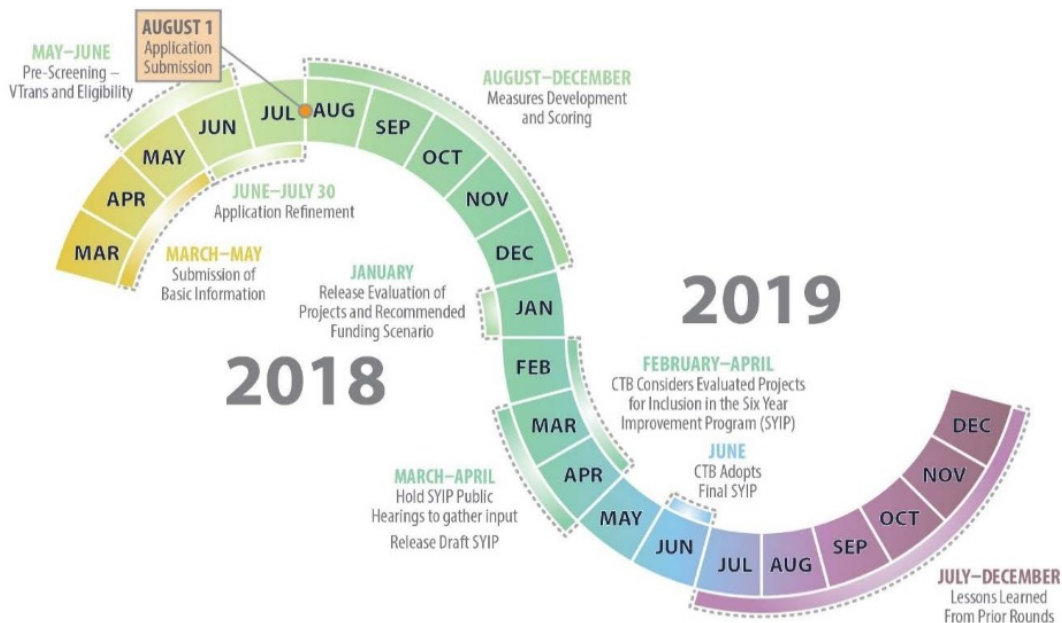 AUGUST 1
Application
Submission
MAY–JUNE
Pre-Screening –
VTrans and Eligibility
AUGUST–DECEMBER
Measures Development
and Scoring
MAR
APR
MAY
JUN
JUL
AUG
SEP
OCT
NOV
DEC
JUNE–JULY 30
Application Refinement
MARCH–MAY
Submission of
Basic Information
JANUARY
Release Evaluation of
Projects and Recommended
Funding Scenario
2018
2019
JAN
FEB
MAR
APR
MAY
JUN
JUL
AUG
SEP
OCT
NOV
DEC
FEBRUARY–APRIL
CTB Considers Evaluated Projects
for Inclusion in the Six Year
Improvement Program (SYIP)
MARCH–APRIL
Hold SYIP Public
Hearings to gather input
Release Draft SYIP
JUNE
CTB Adopts
Final SYIP
JULY–DECEMBER
Lessons Learned
From Prior Rounds